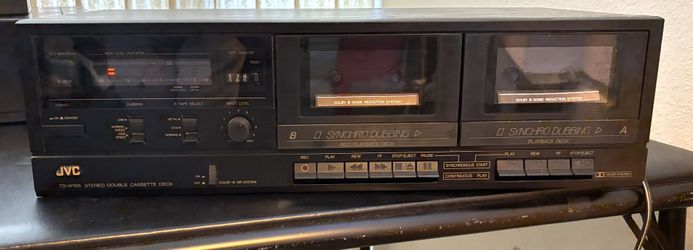 PEAK LEVEL INDICATOR
TAPE COUNTER
RESET
POWER
DUBBING
TAPE SELECT
INPUT LEVEL
ON STANDBY
METAL
NORMAL
DOLBY B NOISE REDUCTION SYSTEM
DOLBY B NOISE REDUCTION SYSTEM
B SYNCHRO DUBBING
REC/PLAYBACK DECK
SYNCHRO DUBBING A
PLAYBACK DECK
JVC
TD-W106 STEREO DOUBLE CASSETTE DECK
ON
OFF
DOLBY B NR SYSTEM
REC PLAY REW FF STOP/EJECT PAUSE
SYNCHRONOUS START
CONTINUOUS PLAY
PLAY REW FF STOP/EJECT